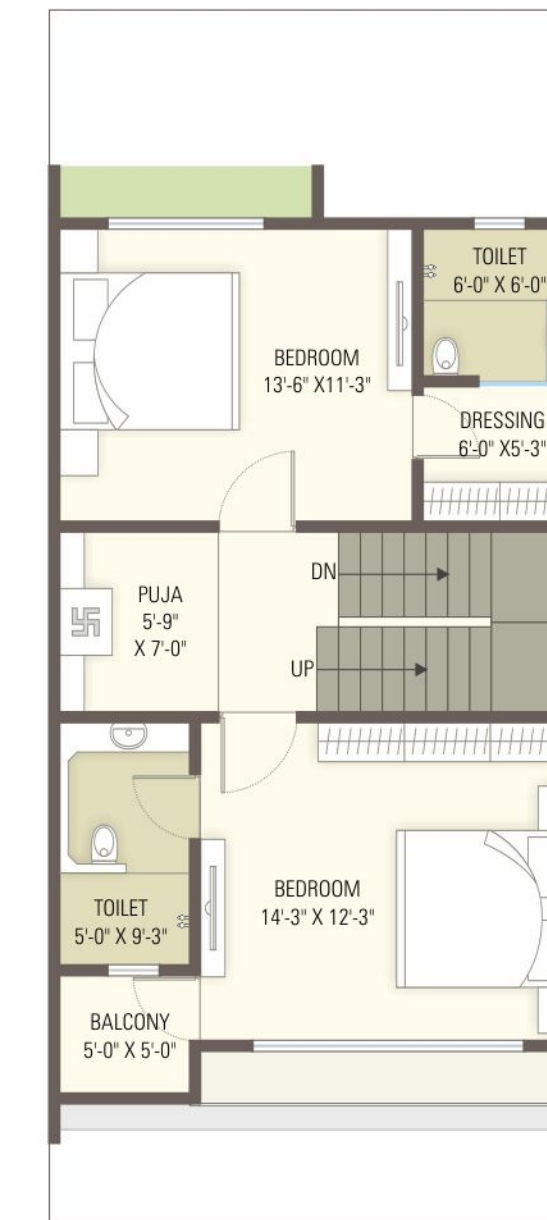 TOILET
6'-0" X 6'-0"
BEDROOM
13'-6" X11'-3"
DRESSING
6'-0" X5'-3"
DN
PUJA
5'-9"
X 7'-0"
UP
BEDROOM
14'-3" X 12'-3"
TOILET
5'-0" X 9'-3"
BALCONY
5'-0" X 5'-0"